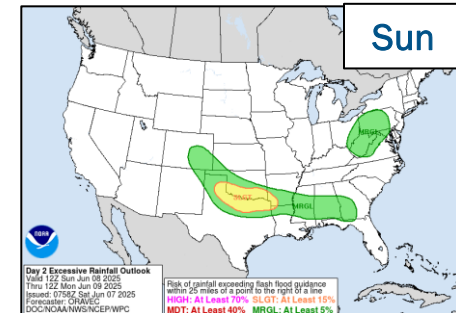 Sun
MRGL
SLGT
MRGL
NOAA
Day 2 Excessive Rainfall Outlook
Valid 12Z Sun Jun 08 2025
Thru 12Z Mon Jun 09 2025
Issued: 0758Z Sat Jun 07 2025
Forecaster: ORAVEC
DOC/NOAA/NWS/NCEP/WPC
Risk of rainfall exceeding flash flood guidance
within 25 miles of a point to the right of a line
HIGH: At Least 70% SLGT: At Least 15%
MDT: At Least 40% MRGL: At Least 5%